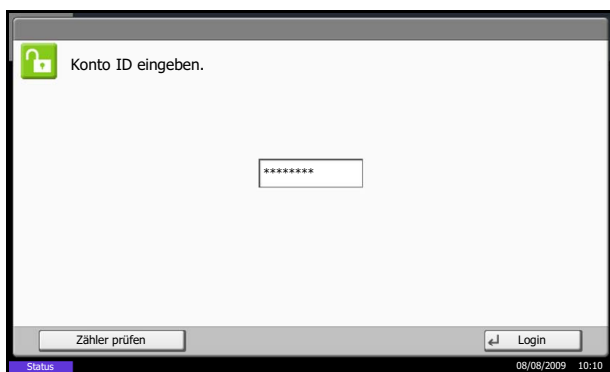 Konto ID eingeben.
********
Zähler prüfen
Login
Status
08/08/2009 10:10